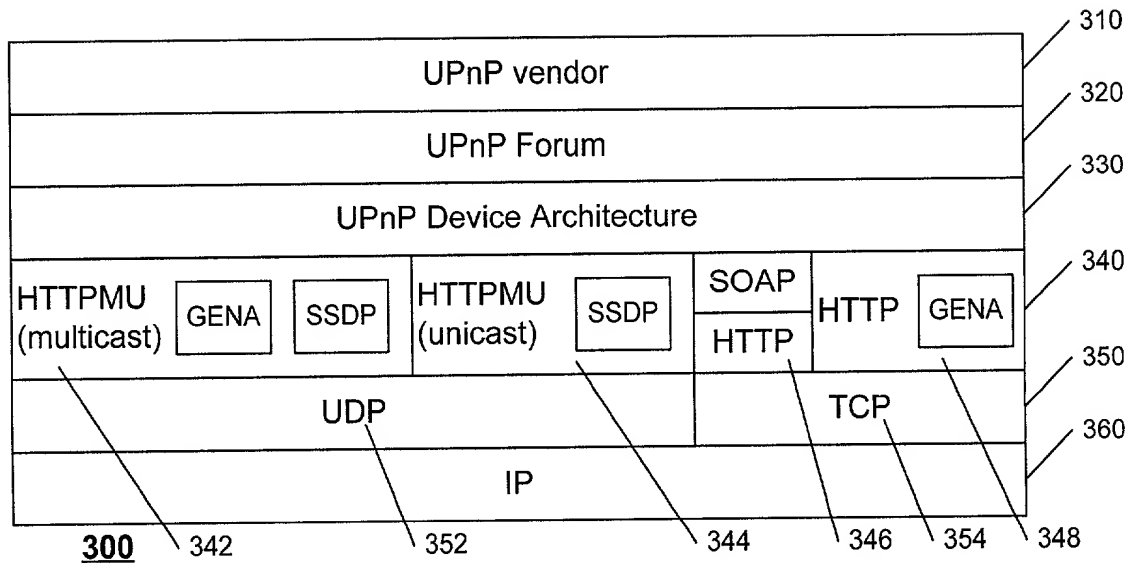 310
UPnP vendor
320
UPnP Forum
330
UPnP Device Architecture
340
HTTPMU
(multicast)
GENA
SSDP
HTTPMU
(unicast)
SSDP
SOAP
HTTP
HTTP
GENA
350
UDP
TCP
360
IP
300
342
352
344
346
354
348